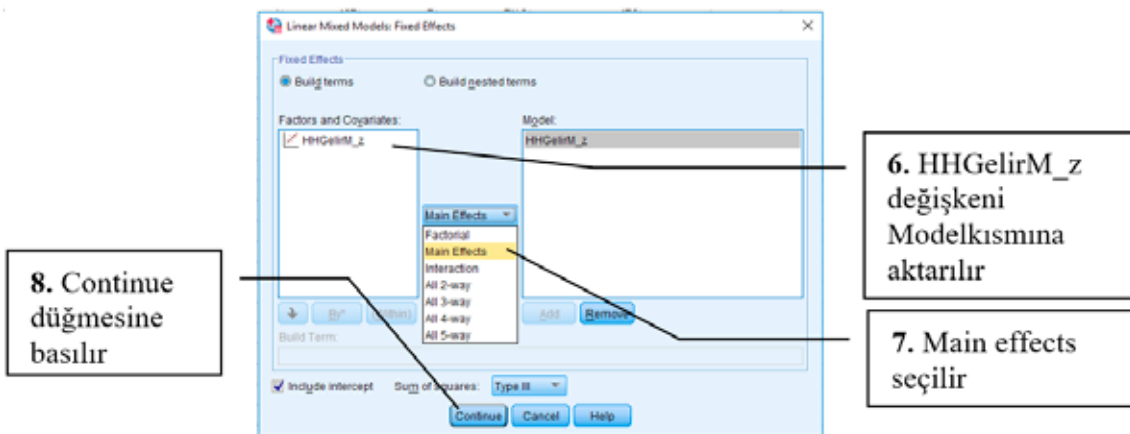 Linear Mixed Models: Fixed Effects
Fixed Effects
Build terms
Build nested terms
Factors and Covariates:
Model:
HHGelirM_z
HHGelirM_z
Main Effects
Factorial
Main Effects
Interaction
All 2-way
All 3-way
All 4-way
All 5-way
By*
(Within)
Add
Remove
Build Term:
Include intercept
Sum of squares:
Type III
Continue
Cancel
Help
6. HHGelirM_z
değişkeni
Modelkısmına
aktarılır
7. Main effects
seçilir
8. Continue
düğmesine
basılır